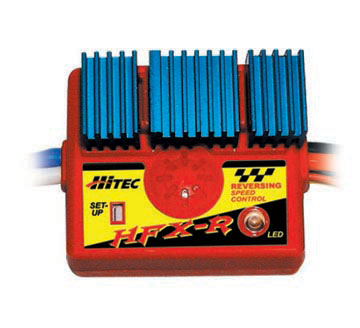 HiTEC
REVERSING
SPEED
CONTROL
SET-
UP
LED
HFX-R